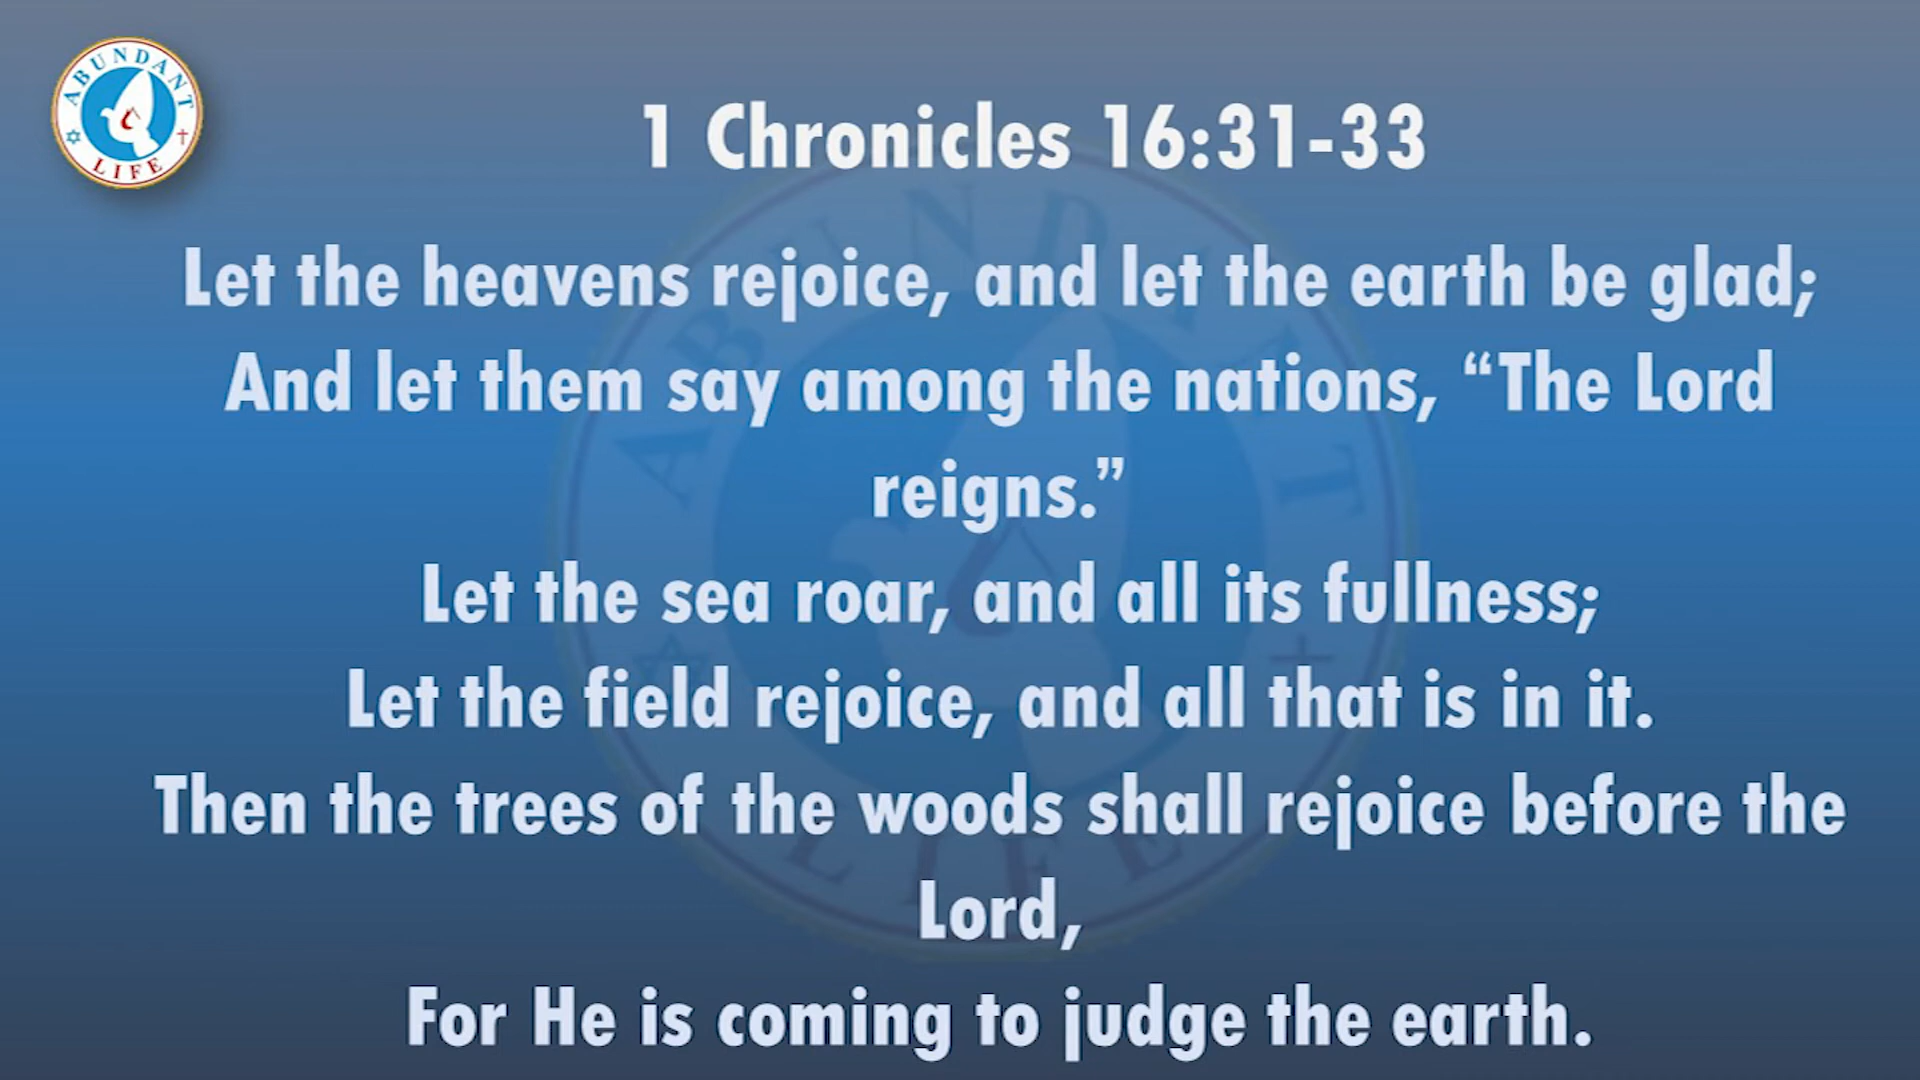 ABUNDANT
LIFE
1 Chronicles 16:31-33
Let the heavens rejoice, and let the earth be glad;
And let them say among the nations, “The Lord
reigns.”
Let the sea roar, and all its fullness;
Let the field rejoice, and all that is in it.
Then the trees of the woods shall rejoice before the
Lord,
For He is coming to judge the earth.
ABUNDANT
LIFE